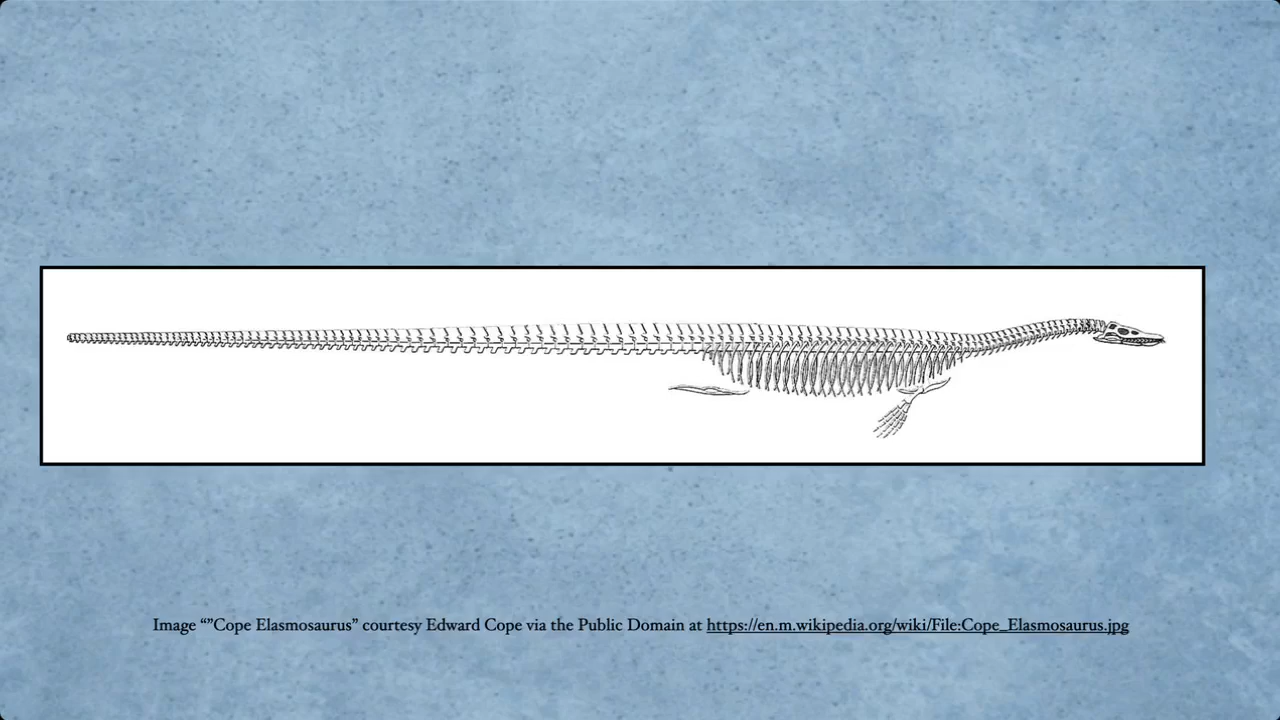 Image “”Cope Elasmosaurus” courtesy Edward Cope via the Public Domain at https://en.m.wikipedia.org/wiki/File:Cope_Elasmosaurus.jpg